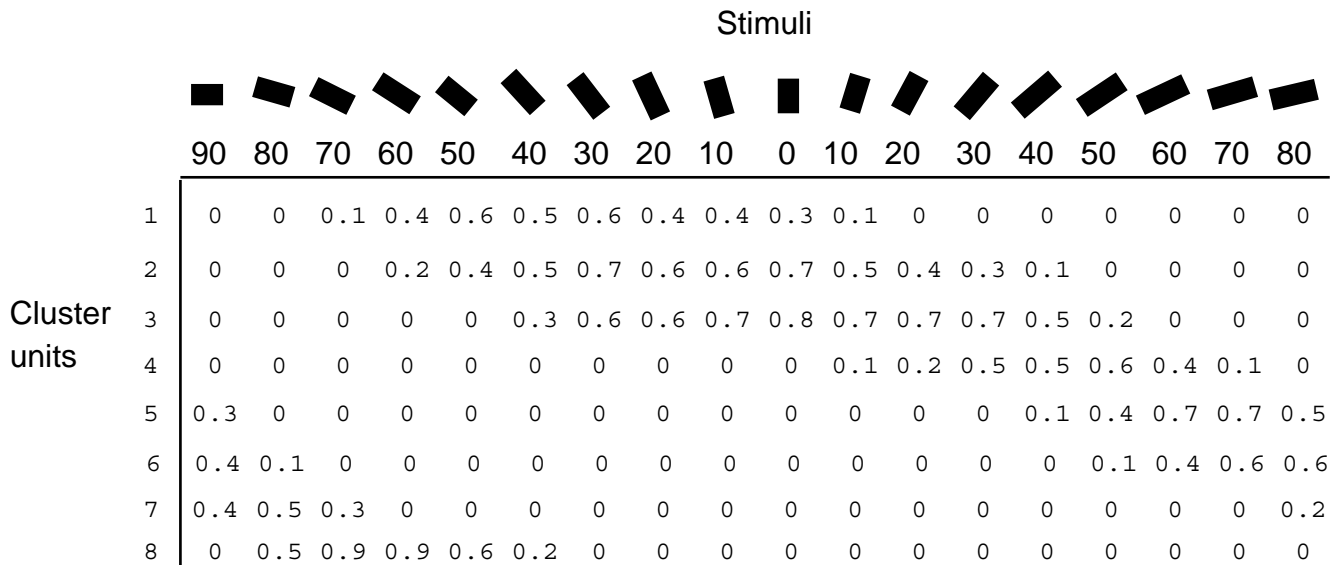 Stimuli
90 80 70 60 50 40 30 20 10 0 10 20 30 40 50 60 70 80
1 0 0 0.1 0.4 0.6 0.5 0.6 0.4 0.4 0.3 0.1 0 0 0 0 0 0 0
2 0 0 0 0.2 0.4 0.5 0.7 0.6 0.6 0.7 0.5 0.4 0.3 0.1 0 0 0 0
Cluster
units
3 0 0 0 0 0 0.3 0.6 0.6 0.7 0.8 0.7 0.7 0.7 0.5 0.2 0 0 0
4 0 0 0 0 0 0 0 0 0 0 0.1 0.2 0.5 0.5 0.6 0.4 0.1 0
5 0.3 0 0 0 0 0 0 0 0 0 0 0 0 0.1 0.4 0.7 0.7 0.5
6 0.4 0.1 0 0 0 0 0 0 0 0 0 0 0 0 0.1 0.4 0.6 0.6
7 0.4 0.5 0.3 0 0 0 0 0 0 0 0 0 0 0 0 0 0 0.2
8 0 0.5 0.9 0.9 0.6 0.2 0 0 0 0 0 0 0 0 0 0 0 0